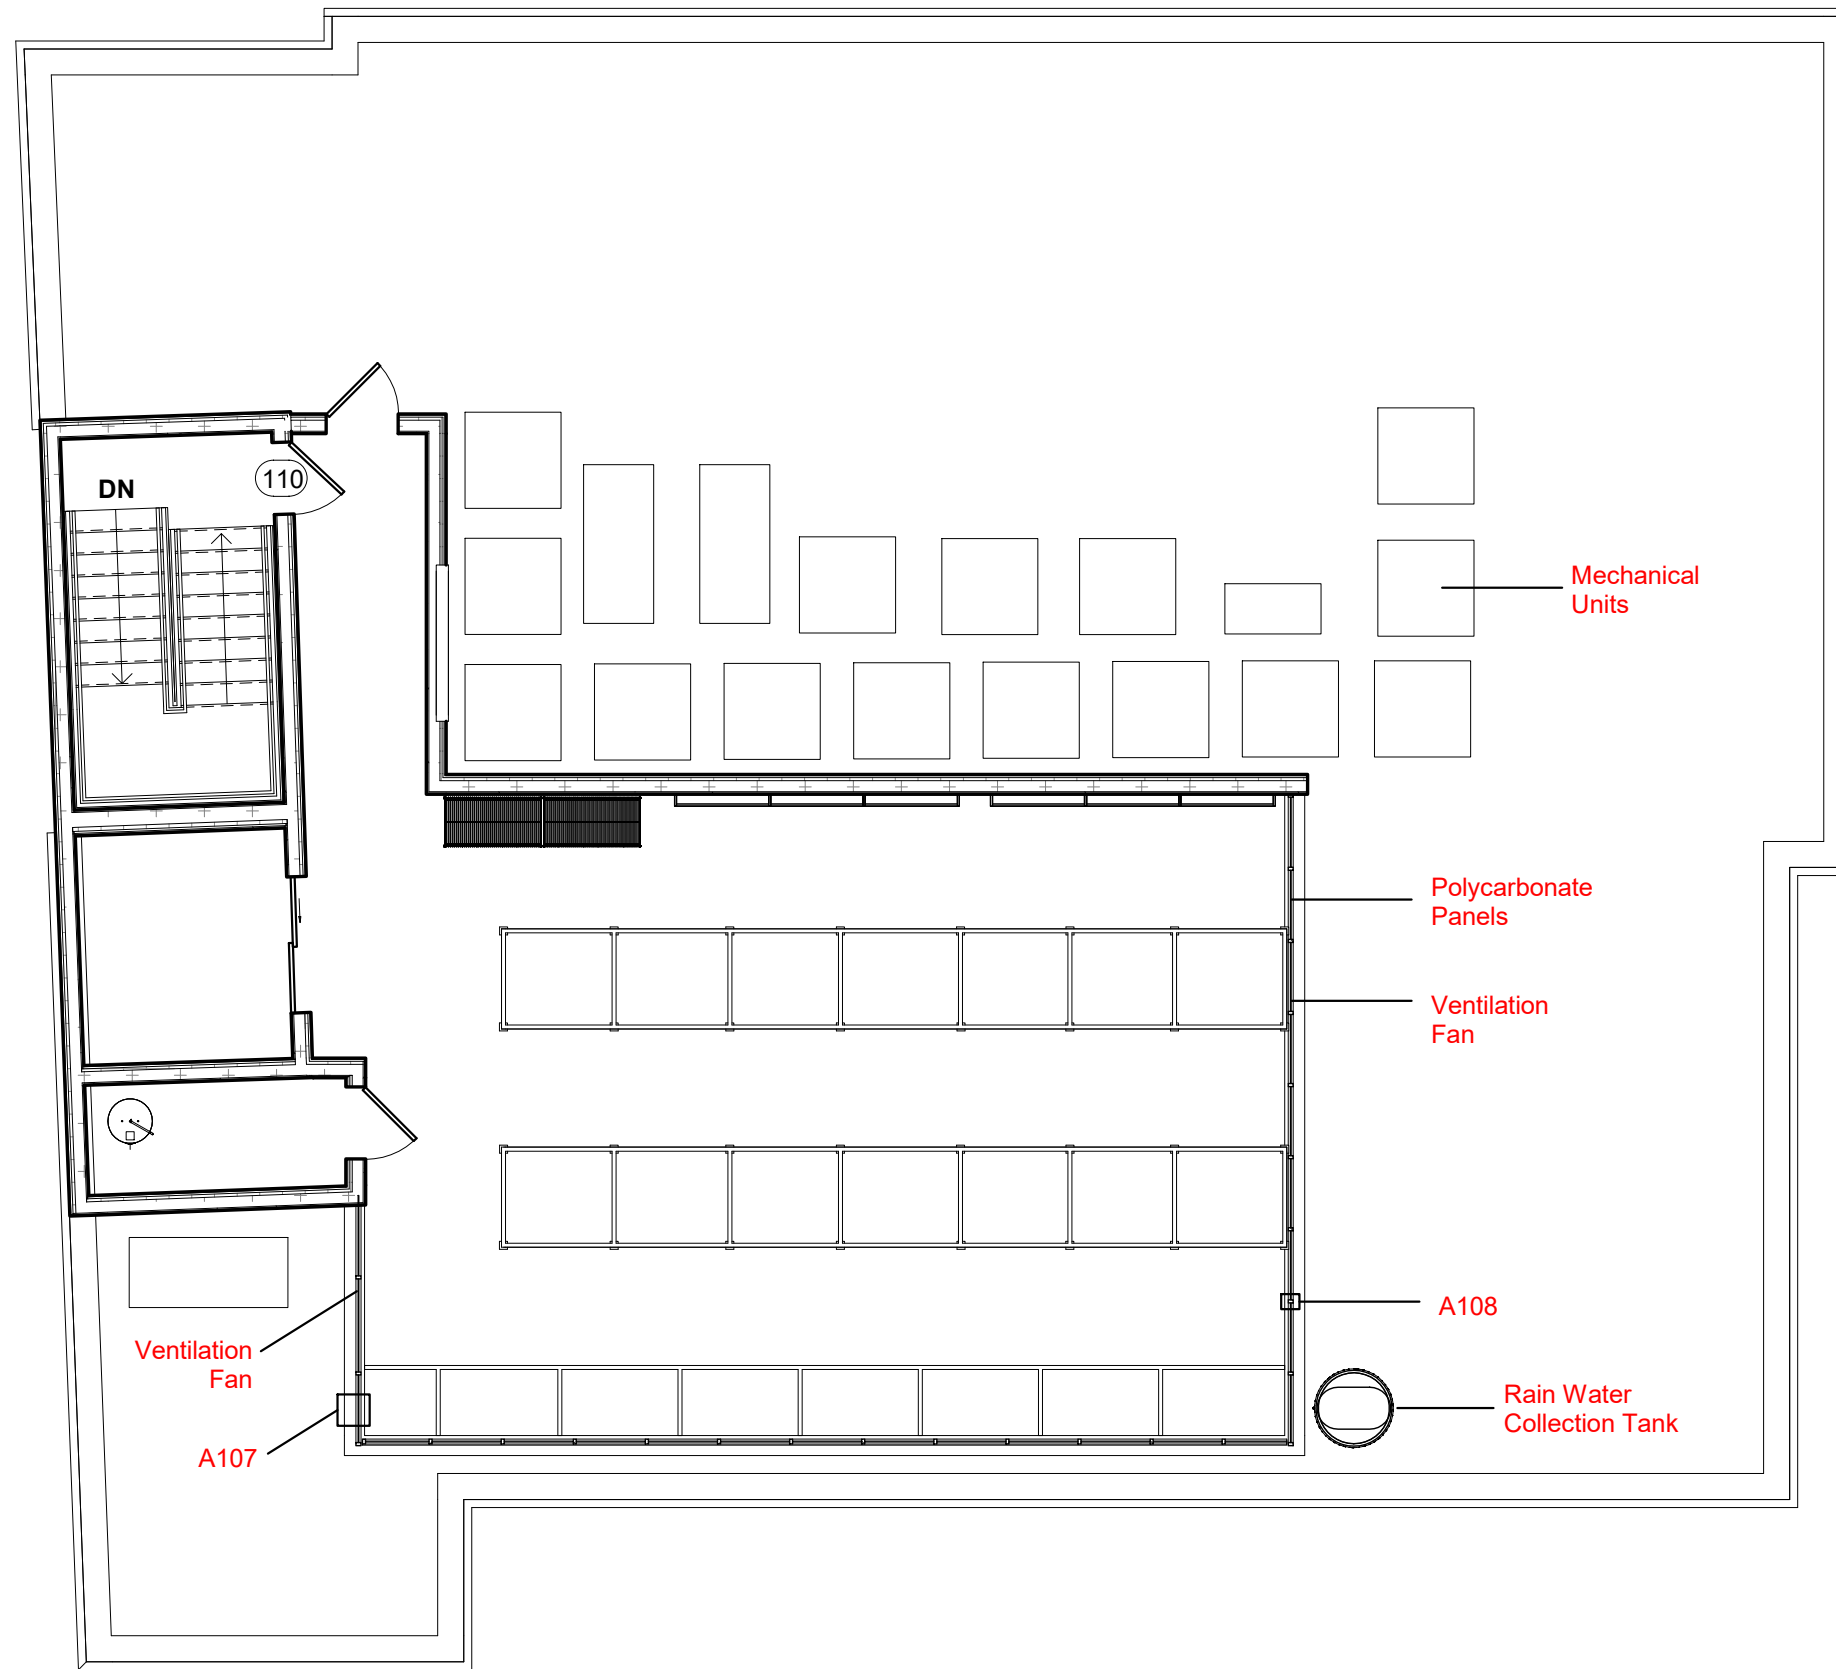 110
DN
Mechanical
Units
Polycarbonate
Panels
Ventilation
Fan
A108
Ventilation
Fan
Rain Water
Collection Tank
A107